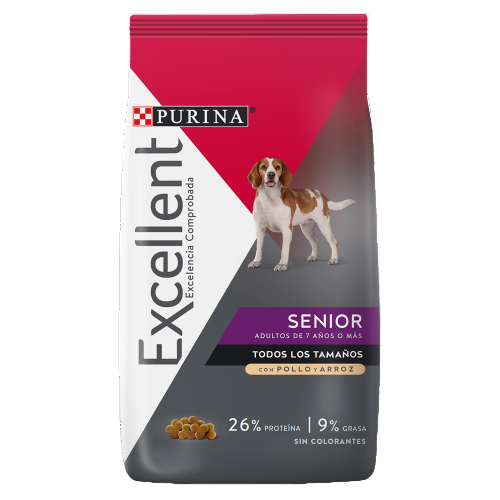 PURINA®
Excellent
Excelencia Comprobada
SENIOR
ADULTOS DE 7 AÑOS O MÁS
TODOS LOS TAMAÑOS
CON POLLO Y ARROZ
26% PROTEÍNA | 9% GRASA
SIN COLORANTES